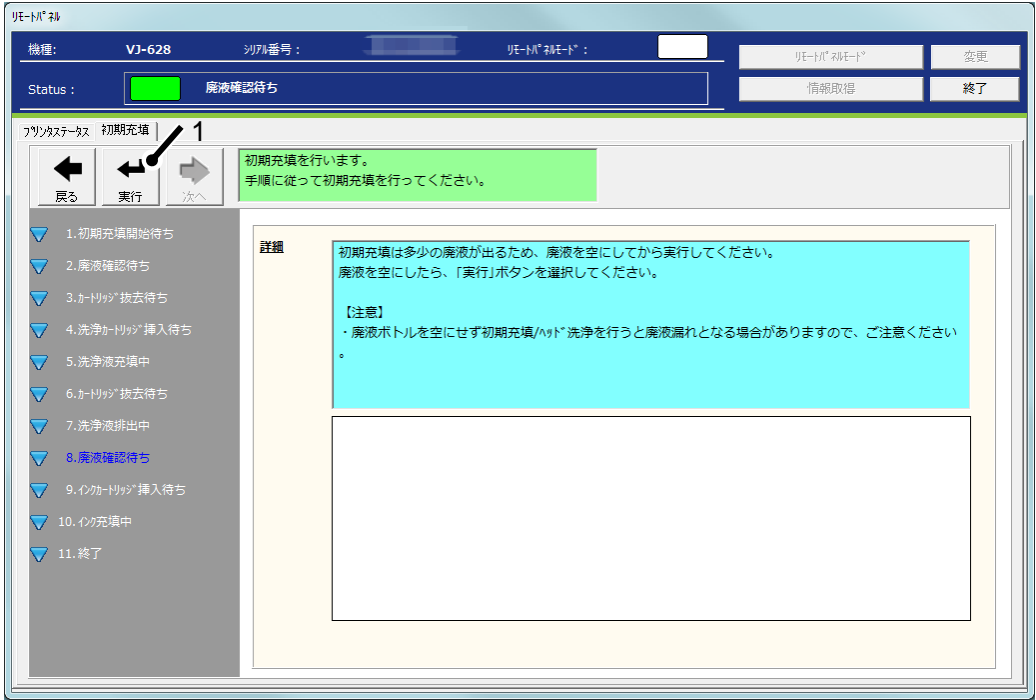 ﾘﾓｰﾄﾊﾟﾈﾙ
機種： VJ-628 ｼﾘｱﾙ番号： ﾘﾓｰﾄﾊﾟﾈﾙﾓｰﾄﾞ：
ﾘﾓｰﾄﾊﾟﾈﾙﾓｰﾄﾞ 変更
Status： 廃液確認待ち
情報取得 終了
ﾌﾟﾘﾝﾀｽﾃｰﾀｽ 初期充填 1
戻る 実行 次へ
初期充填を行います。
手順に従って初期充填を行ってください。
1.初期充填開始待ち
2.廃液確認待ち
3.ｶｰﾄﾘｯｼﾞ抜去待ち
4.洗浄ｶｰﾄﾘｯｼﾞ挿入待ち
5.洗浄液充填中
6.ｶｰﾄﾘｯｼﾞ抜去待ち
7.洗浄液排出中
8.廃液確認待ち
9.ｲﾝｸｶｰﾄﾘｯｼﾞ挿入待ち
10.ｲﾝｸ充填中
11.終了
詳細
初期充填は多少の廃液が出るため、廃液を空にしてから実行してください。
廃液を空にしたら、｢実行｣ボタンを選択してください。
【注意】
・廃液ボトルを空にせず初期充填/ﾍｯﾄﾞ洗浄を行うと廃液漏れとなる場合がありますので、ご注意ください
。